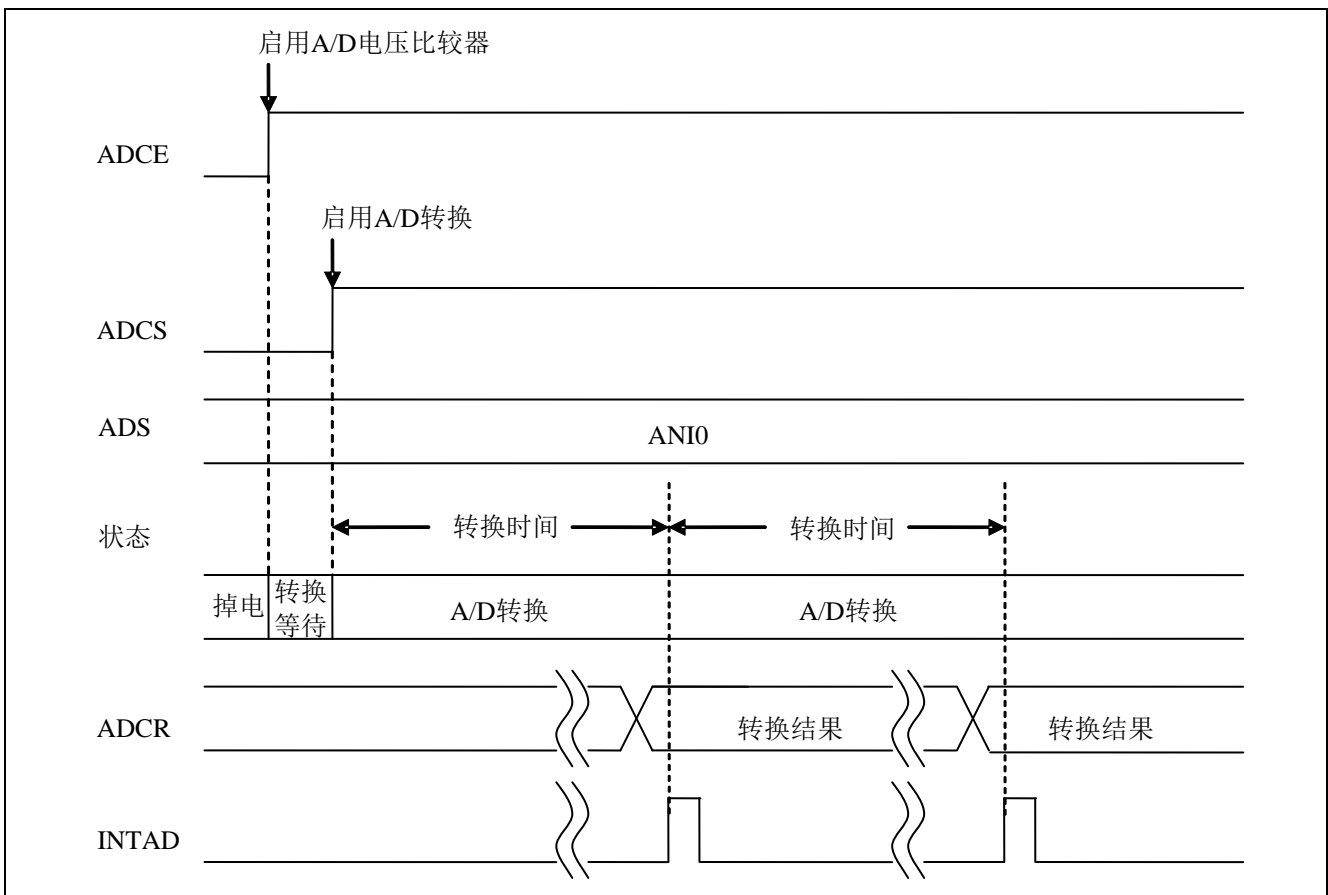 启用A/D电压比较器
ADCE
启用A/D转换
ADCS
ADS
ANI0
状态
转换时间
转换时间
掉电
转换
等待
A/D转换
A/D转换
ADCR
转换结果
转换结果
INTAD